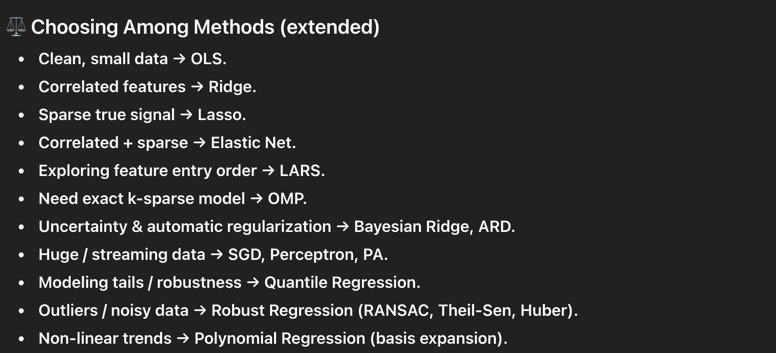 ⚖️ Choosing Among Methods (extended)
• Clean, small data → OLS.
• Correlated features → Ridge.
• Sparse true signal → Lasso.
• Correlated + sparse → Elastic Net.
• Exploring feature entry order → LARS.
• Need exact k-sparse model → OMP.
• Uncertainty & automatic regularization → Bayesian Ridge, ARD.
• Huge / streaming data → SGD, Perceptron, PA.
• Modeling tails / robustness → Quantile Regression.
• Outliers / noisy data → Robust Regression (RANSAC, Theil-Sen, Huber).
• Non-linear trends → Polynomial Regression (basis expansion).